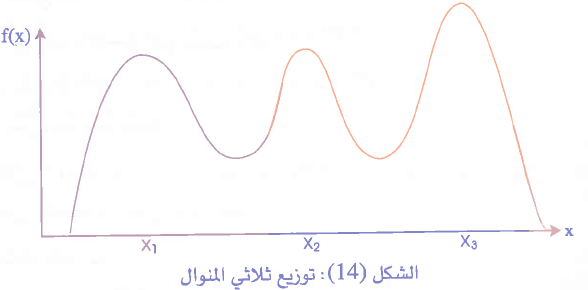 f(x)
x
X1
X2
X3
الشكل (14): توزيع ثلاثي المنوال